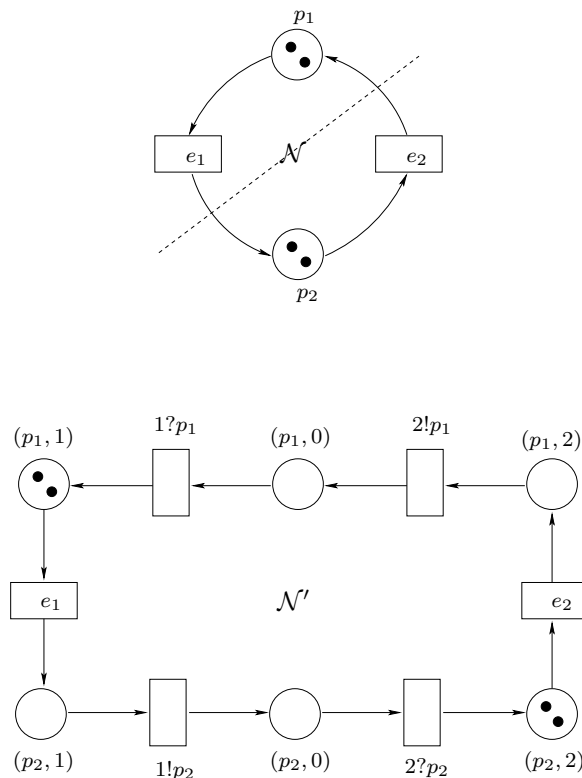 p₁
e₁ 𝒩 e₂
p₂
1?p₁ 2!p₁
(p₁, 1) (p₁, 0) (p₁, 2)
e₁ 𝒩′ e₂
(p₂, 1) (p₂, 0) (p₂, 2)
1!p₂ 2?p₂